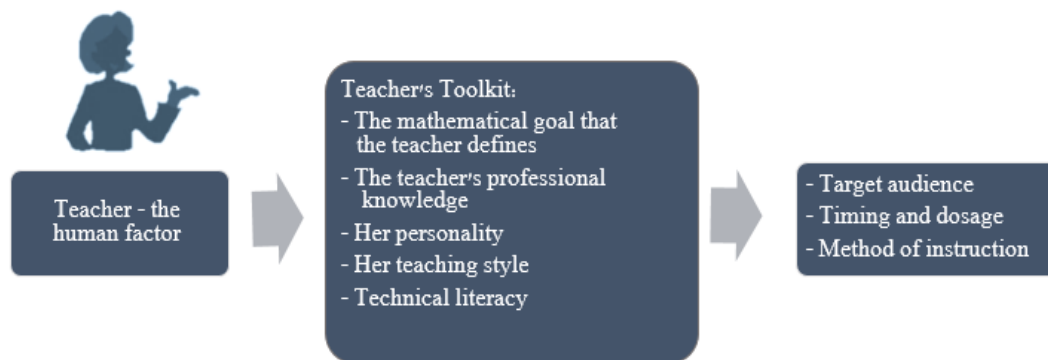 Teacher - the
human factor
Teacher's Toolkit:
- The mathematical goal that
the teacher defines
- The teacher's professional
knowledge
- Her personality
- Her teaching style
- Technical literacy
- Target audience
- Timing and dosage
- Method of instruction